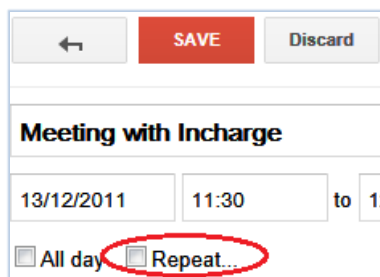 SAVE Discard
Meeting with Incharge
13/12/2011 11:30 to
All day Repeat...